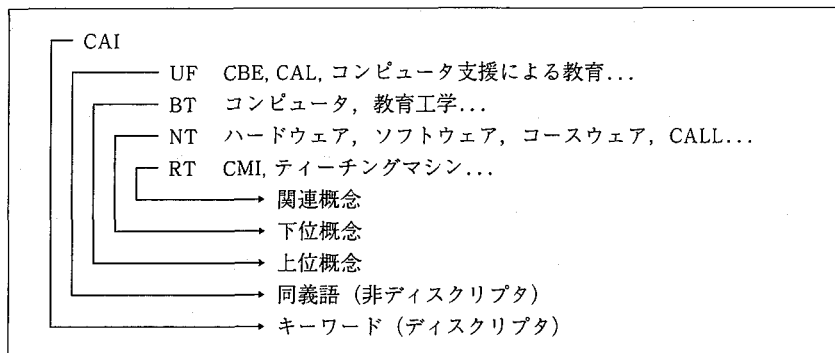 CAI
UF CBE, CAL, コンピュータ支援による教育...
BT コンピュータ, 教育工学...
NT ハードウェア, ソフトウェア, コースウェア, CALL...
RT CMI, ティーチングマシン...
関連概念
下位概念
上位概念
同義語 (非ディスクリプタ)
キーワード (ディスクリプタ)